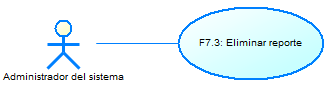 F7.3: Eliminar reporte
Administrador del sistema